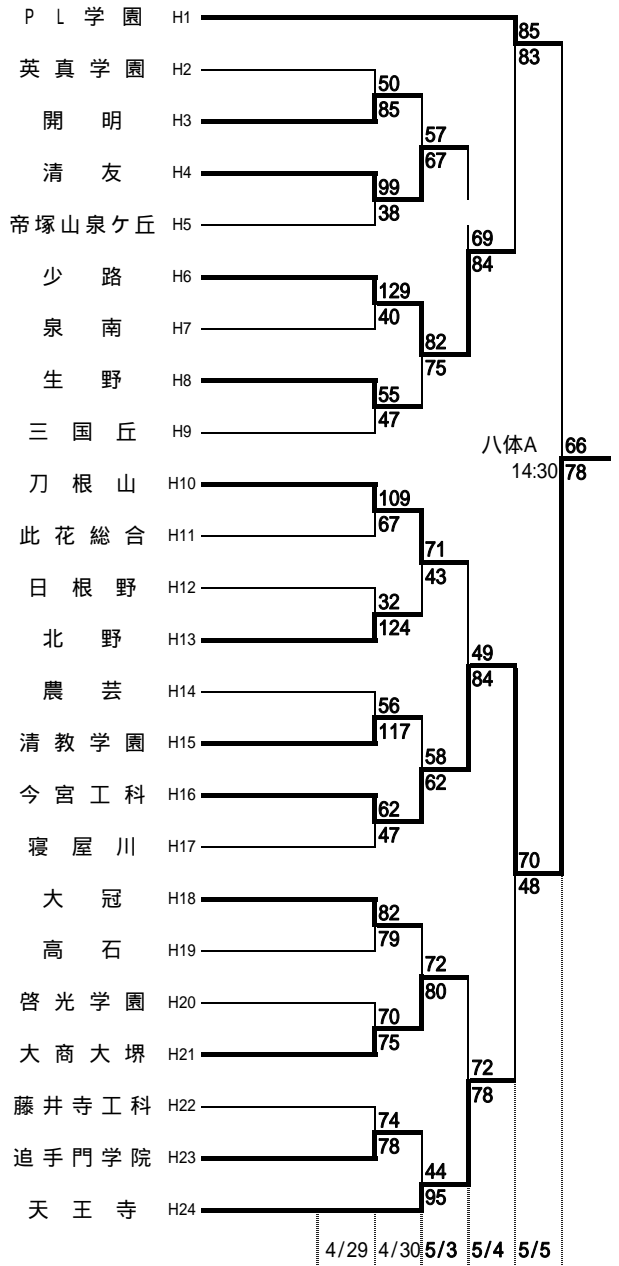 PL学園 H1
85
83
英真学園 H2
50
85
開明 H3
57
67
清友 H4
99
38
帝塚山泉ケ丘 H5
69
84
少路 H6
129
40
泉南 H7
82
75
生野 H8
55
47
三国丘 H9
八体A
14:30
66
78
刀根山 H10
109
67
此花総合 H11
71
43
日根野 H12
32
124
北野 H13
49
84
農芸 H14
56
117
清教学園 H15
58
62
今宮工科 H16
62
47
寝屋川 H17
70
48
大冠 H18
82
79
高石 H19
72
80
啓光学園 H20
70
75
大商大堺 H21
72
78
藤井寺工科 H22
74
78
追手門学院 H23
44
95
天王寺 H24
4/29 4/30 5/3 5/4 5/5